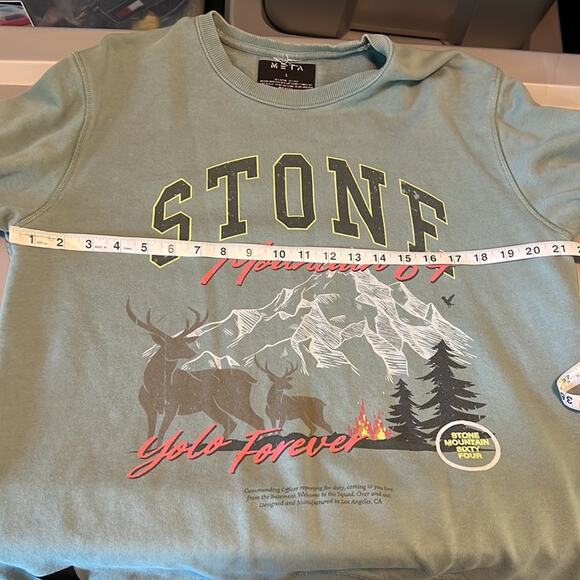 META
L
STONE
1 2 3 4 5 6 7 8 9 10 11 12 13 14 15 16 17 18 19 20 21
Mountain 64
Yolo Forever
STONE
MOUNTAIN
SIXTY
FOUR
Commanding Officer reporting for duty, coming to you live
from the Basement. Welcome to the Squad. Over and out.
Designed and Manufactured in Los Angeles, CA